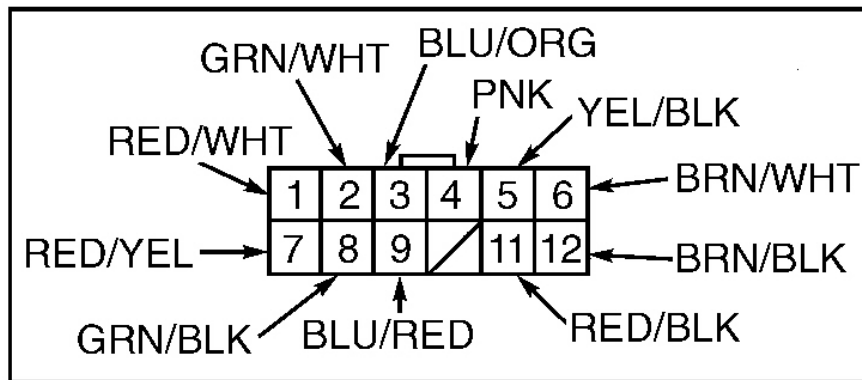 BLU/ORG
GRN/WHT
PNK
YEL/BLK
RED/WHT
BRN/WHT
1 2 3 4 5 6
7 8 9 11 12
RED/YEL
BRN/BLK
GRN/BLK
BLU/RED
RED/BLK